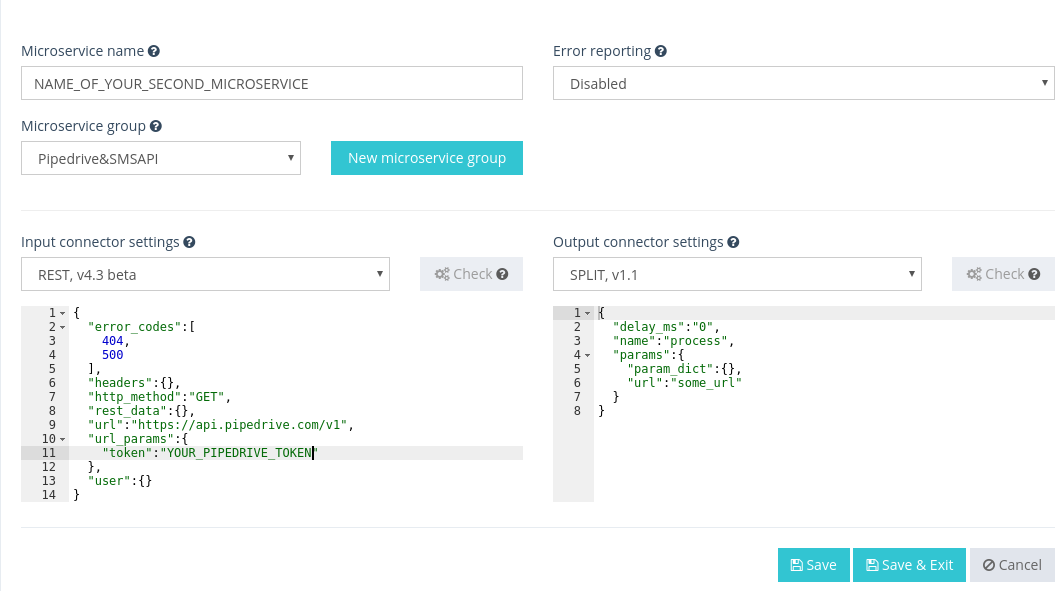 Microservice name
Error reporting
NAME_OF_YOUR_SECOND_MICROSERVICE
Disabled
Microservice group
Pipedrive&SMSAPI
New microservice group
Input connector settings
Output connector settings
REST, v4.3 beta
Check
SPLIT, v1.1
Check
1 {
2 "error_codes":[
3 404,
4 500
5 ],
6 "headers":{},
7 "http_method":"GET",
8 "rest_data":{},
9 "url":"https://api.pipedrive.com/v1",
10 "url_params":{
11 "token":"YOUR_PIPEDRIVE_TOKEN"
12 },
13 "user":{}
14 }
1 {
2 "delay_ms":"0",
3 "name":"process",
4 "params":{
5 "param_dict":{},
6 "url":"some_url"
7 }
8 }
Save
Save & Exit
Cancel